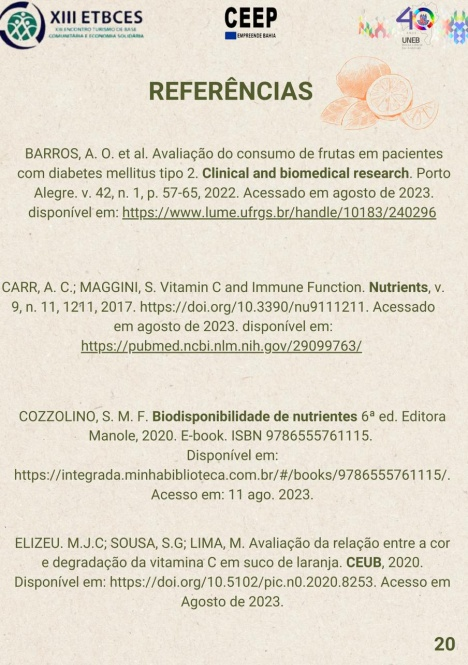 XIII ETBCES
XIII ENCONTRO TURISMO DE BASE
COMUNITÁRIA E ECONOMIA SOLIDÁRIA
CEEP
EMPREENDE BAHIA
40
UNEB
REFERÊNCIAS
BARROS, A. O. et al. Avaliação do consumo de frutas em pacientes
com diabetes mellitus tipo 2. Clinical and biomedical research. Porto
Alegre. v. 42, n. 1, p. 57-65, 2022. Acessado em agosto de 2023.
disponível em: https://www.lume.ufrgs.br/handle/10183/240296
CARR, A. C.; MAGGINI, S. Vitamin C and Immune Function. Nutrients, v.
9, n. 11, 1211, 2017. https://doi.org/10.3390/nu9111211. Acessado
em agosto de 2023. disponível em:
https://pubmed.ncbi.nlm.nih.gov/29099763/
COZZOLINO, S. M. F. Biodisponibilidade de nutrientes 6ª ed. Editora
Manole, 2020. E-book. ISBN 9786555761115.
Disponível em:
https://integrada.minhabiblioteca.com.br/#/books/9786555761115/.
Acesso em: 11 ago. 2023.
ELIZEU. M.J.C; SOUSA, S.G; LIMA, M. Avaliação da relação entre a cor
e degradação da vitamina C em suco de laranja. CEUB, 2020.
Disponível em: https://doi.org/10.5102/pic.n0.2020.8253. Acesso em
Agosto de 2023.
20